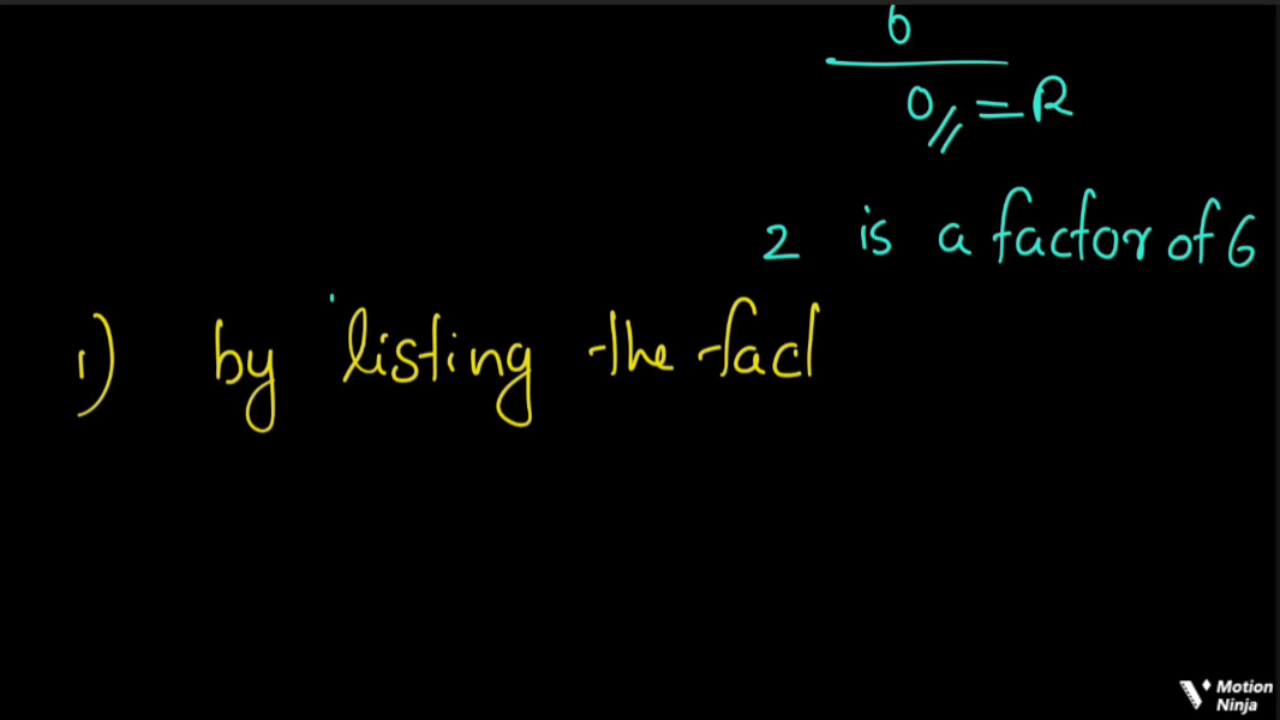 6
0 = R
2 is a factor of 6
1) by listing the fact
Motion
Ninja